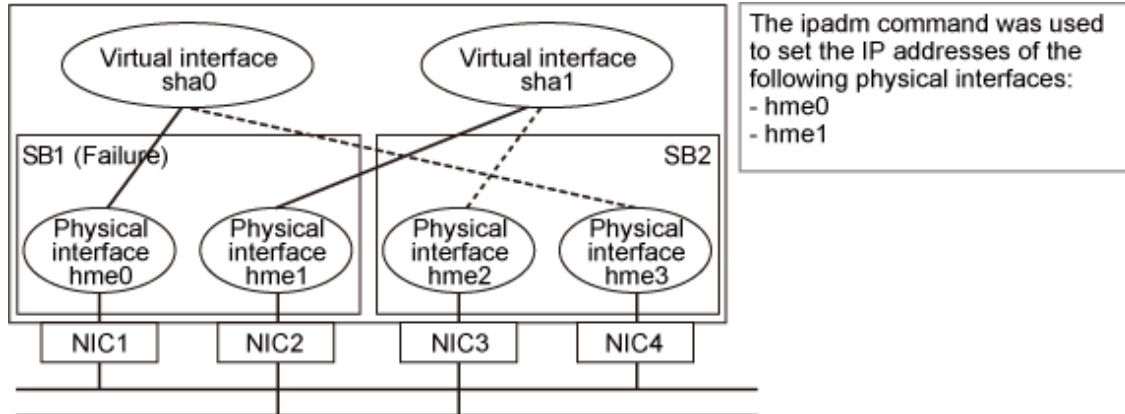 Virtual interface
sha0
Virtual interface
sha1
The ipadm command was used
to set the IP addresses of the
following physical interfaces:
- hme0
- hme1
SB1 (Failure)
SB2
Physical
interface
hme0
Physical
interface
hme1
Physical
interface
hme2
Physical
interface
hme3
NIC1
NIC2
NIC3
NIC4